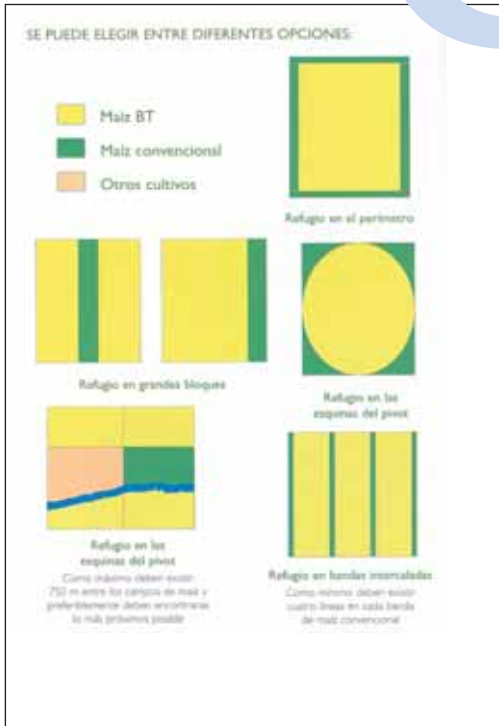 SE PUEDE ELEGIR ENTRE DIFERENTES OPCIONES:
Maíz BT
Maíz convencional
Otros cultivos
Refugio en el perímetro
Refugio en grandes bloques
Refugio en las
esquinas del pivot
Refugio en las
esquinas del pivot
Como máximo deben existir
750 m entre los campos de maíz y
preferiblemente deben encontrarse
lo más próximos posible
Refugio en bandas intercaladas
Como mínimo deben existir
cuatro líneas en cada banda
de maíz convencional